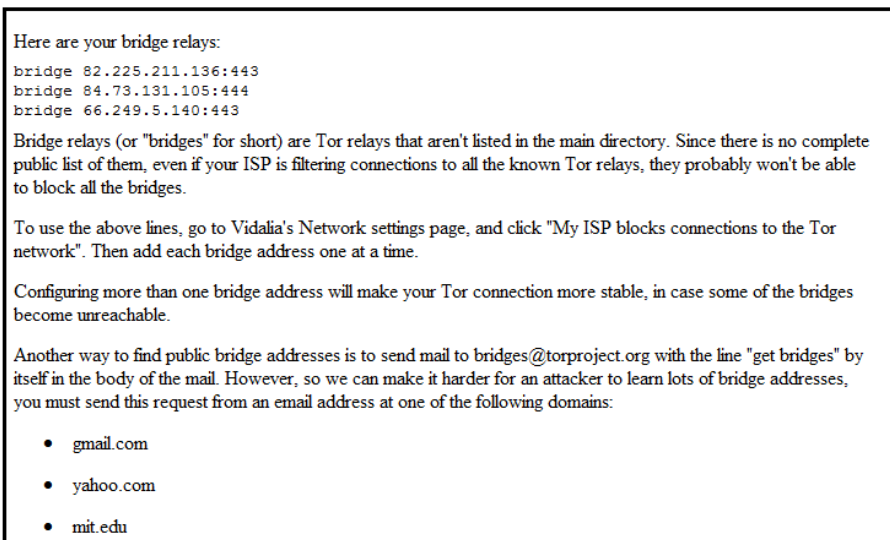 Here are your bridge relays:
bridge 82.225.211.136:443
bridge 84.73.131.105:444
bridge 66.249.5.140:443
Bridge relays (or "bridges" for short) are Tor relays that aren't listed in the main directory. Since there is no complete
public list of them, even if your ISP is filtering connections to all the known Tor relays, they probably won't be able
to block all the bridges.
To use the above lines, go to Vidalia's Network settings page, and click "My ISP blocks connections to the Tor
network". Then add each bridge address one at a time.
Configuring more than one bridge address will make your Tor connection more stable, in case some of the bridges
become unreachable.
Another way to find public bridge addresses is to send mail to bridges@torproject.org with the line "get bridges" by
itself in the body of the mail. However, so we can make it harder for an attacker to learn lots of bridge addresses,
you must send this request from an email address at one of the following domains:
• gmail.com
• yahoo.com
• mit.edu